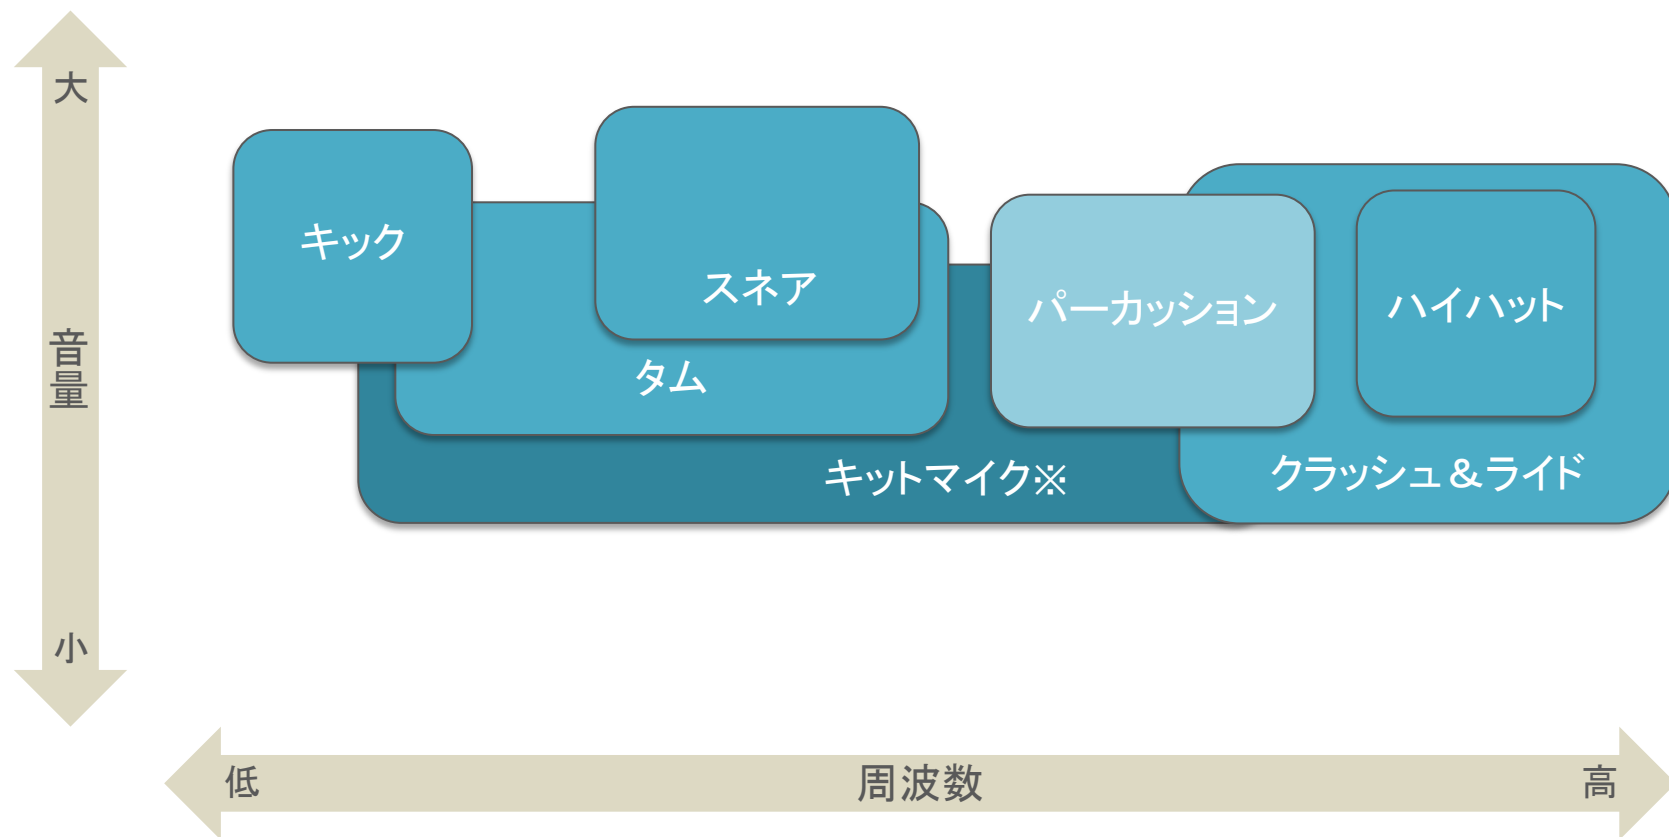 大
音量
小
キック
スネア
タム
パーカッション
ハイハット
キットマイク※
クラッシュ&ライド
低
周波数
高